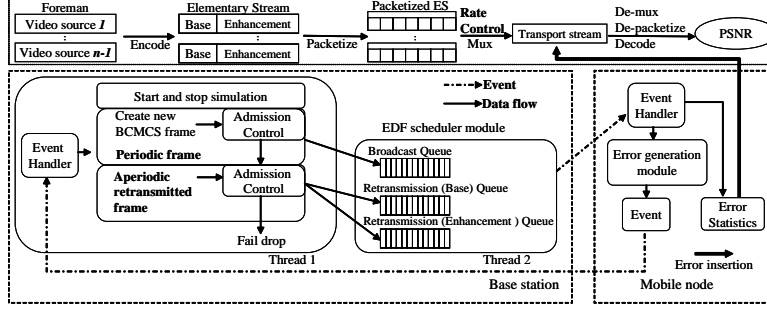 Foreman
Video source 1
:
Video source n-1
Encode
Elementary Stream
Base Enhancement
:
Base Enhancement
Packetize
Packetized ES
:
Rate
Control
Mux
Transport stream
De-mux
De-packetize
Decode
PSNR
Event
Data flow
Start and stop simulation
Create new
BCMCS frame
Admission
Control
Periodic frame
Event
Handler
Aperiodic
retransmitted
frame
Admission
Control
Fail drop
Thread 1
EDF scheduler module
Broadcast Queue
Retransmission (Base) Queue
Retransmission (Enhancement ) Queue
Thread 2
Base station
Event
Handler
Error generation
module
Event
Error
Statistics
Error insertion
Mobile node